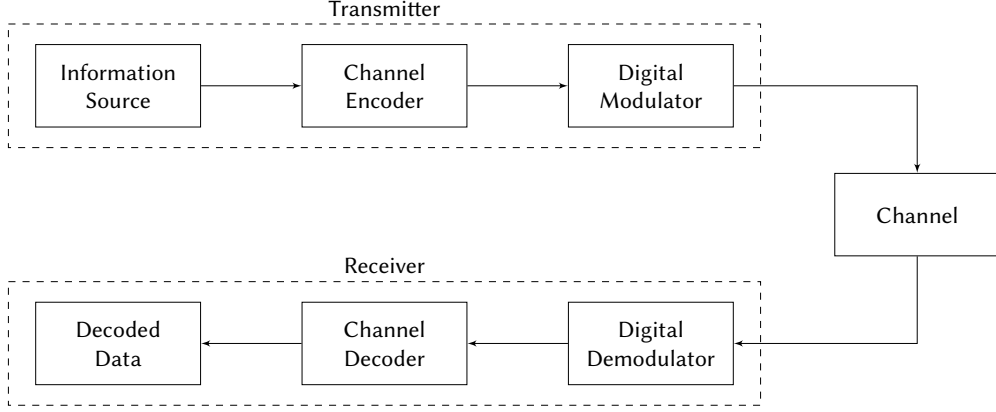 Transmitter
Information
Source
Channel
Encoder
Digital
Modulator
Channel
Receiver
Decoded
Data
Channel
Decoder
Digital
Demodulator